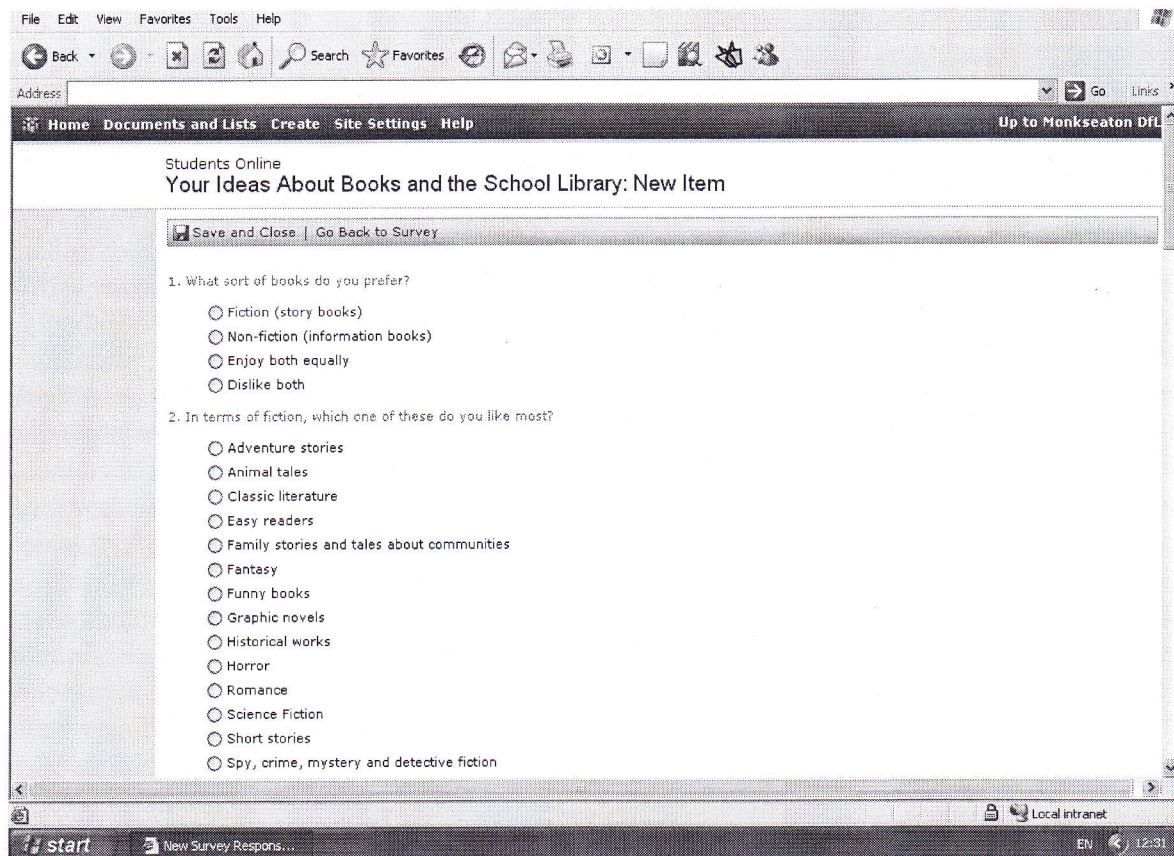 File Edit View Favorites Tools Help
Back Search Favorites
Address Go Links
Home Documents and Lists Create Site Settings Help Up to Monkseaton DfL
Students Online
Your Ideas About Books and the School Library: New Item
Save and Close | Go Back to Survey
1. What sort of books do you prefer?
Fiction (story books)
Non-fiction (information books)
Enjoy both equally
Dislike both
2. In terms of fiction, which one of these do you like most?
Adventure stories
Animal tales
Classic literature
Easy readers
Family stories and tales about communities
Fantasy
Funny books
Graphic novels
Historical works
Horror
Romance
Science Fiction
Short stories
Spy, crime, mystery and detective fiction
Local intranet
start New Survey Respons... EN 12:31